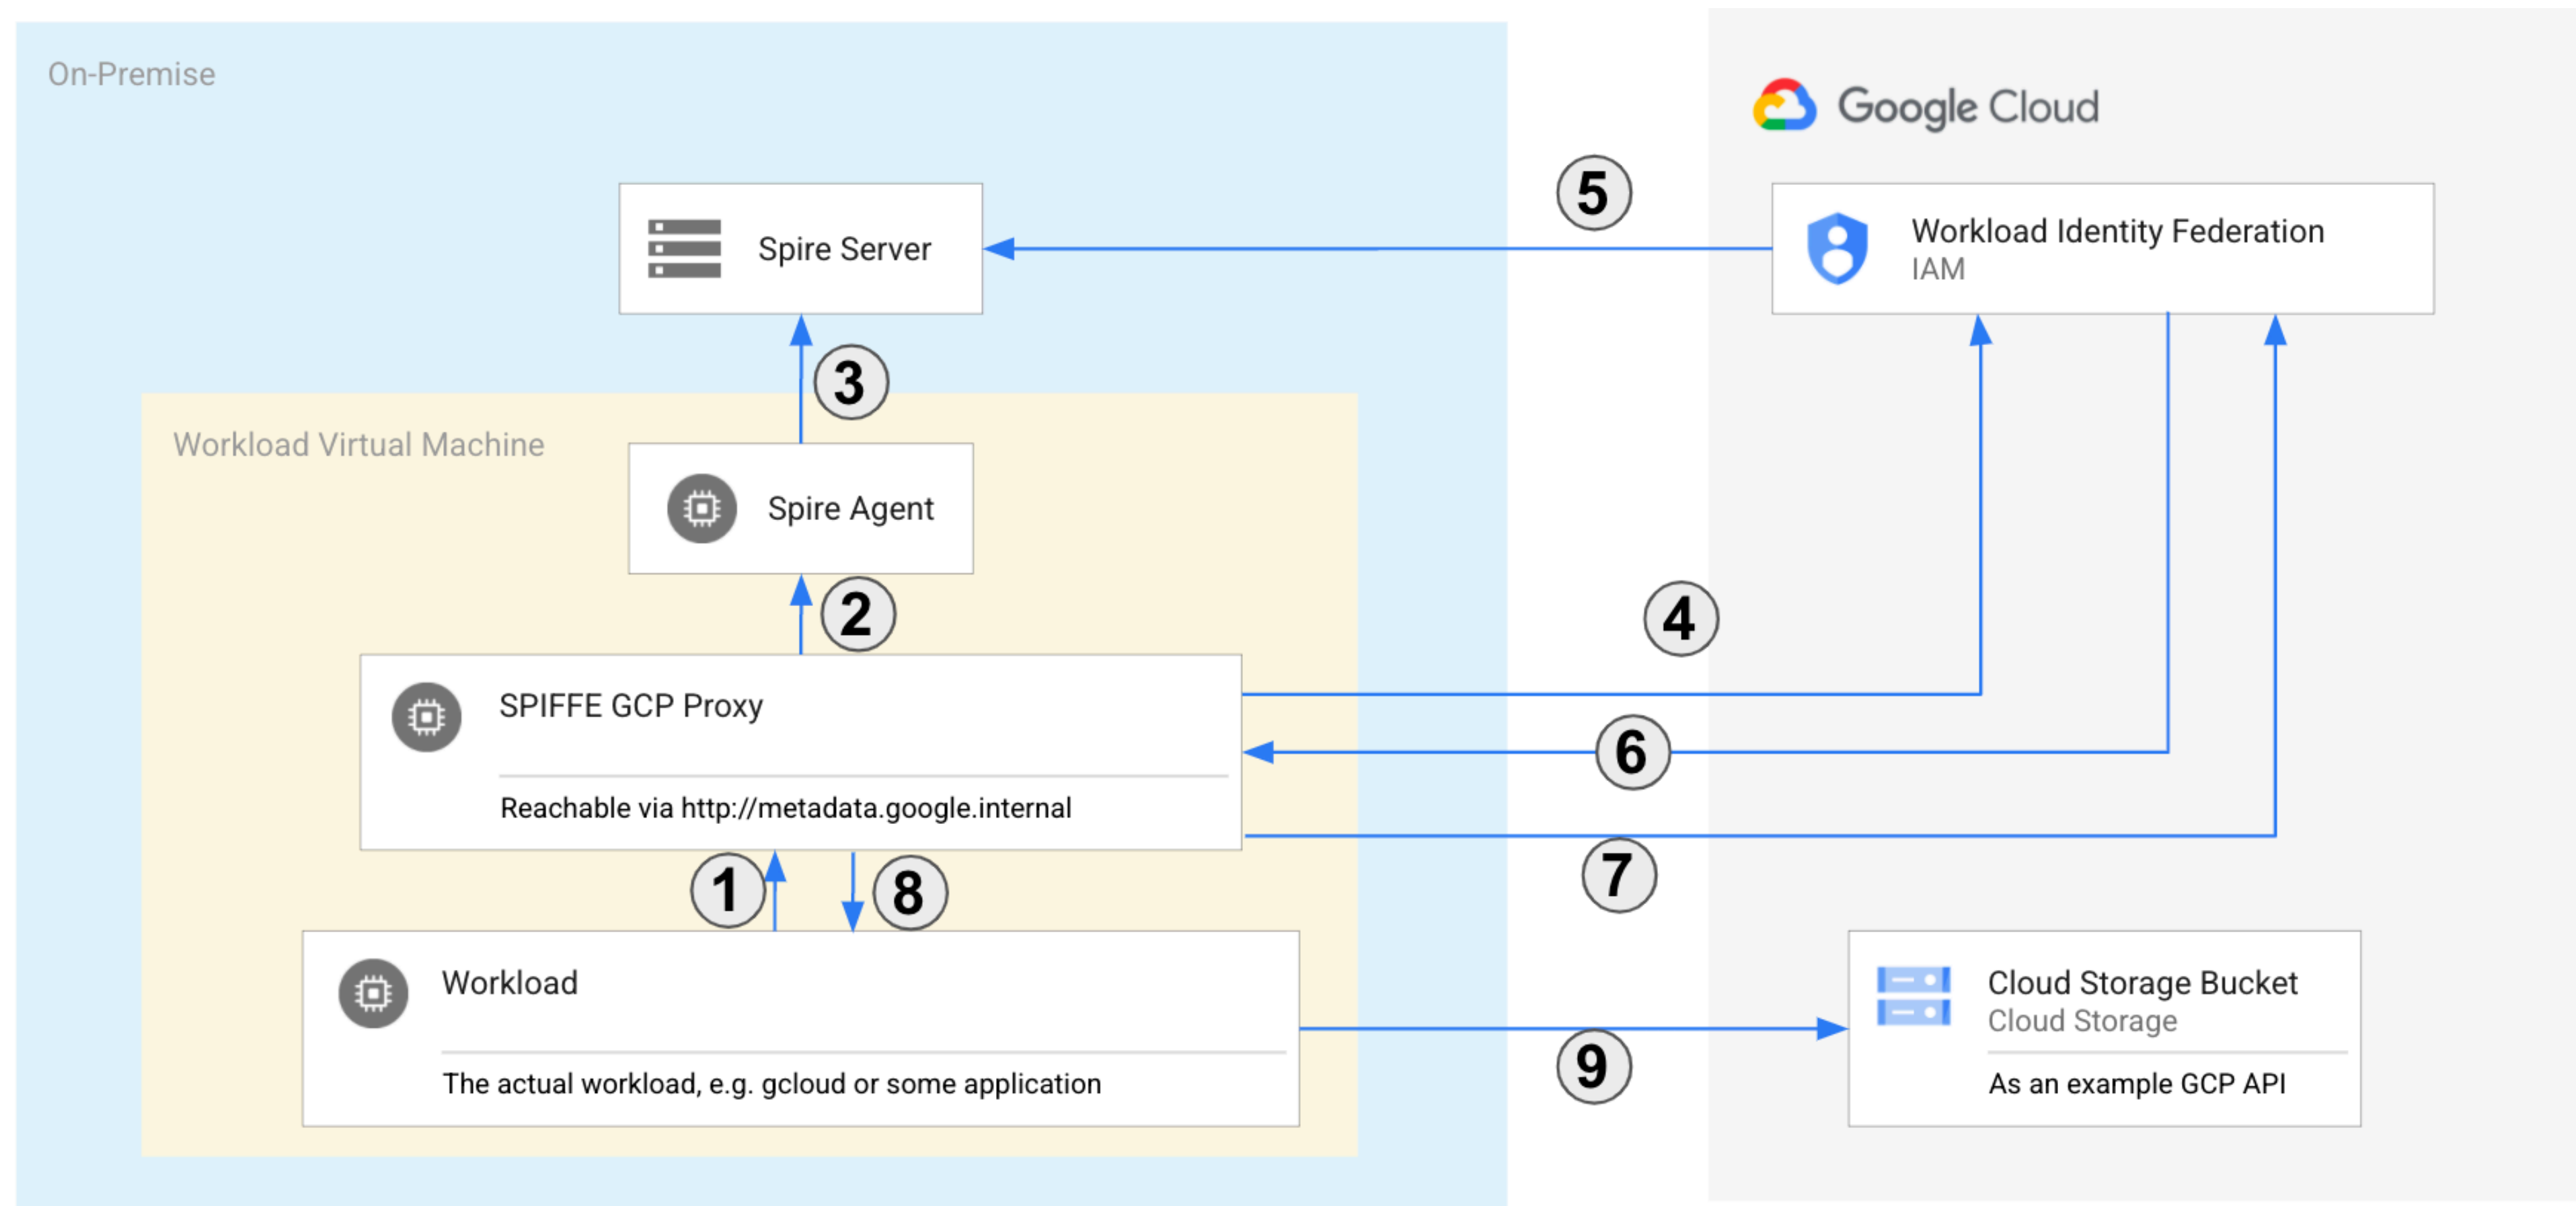 On-Premise
Google Cloud
5
Spire Server
Workload Identity Federation
IAM
3
Workload Virtual Machine
Spire Agent
2
4
SPIFFE GCP Proxy
6
Reachable via http://metadata.google.internal
1
8
7
Workload
Cloud Storage Bucket
Cloud Storage
9
The actual workload, e.g. gcloud or some application
As an example GCP API